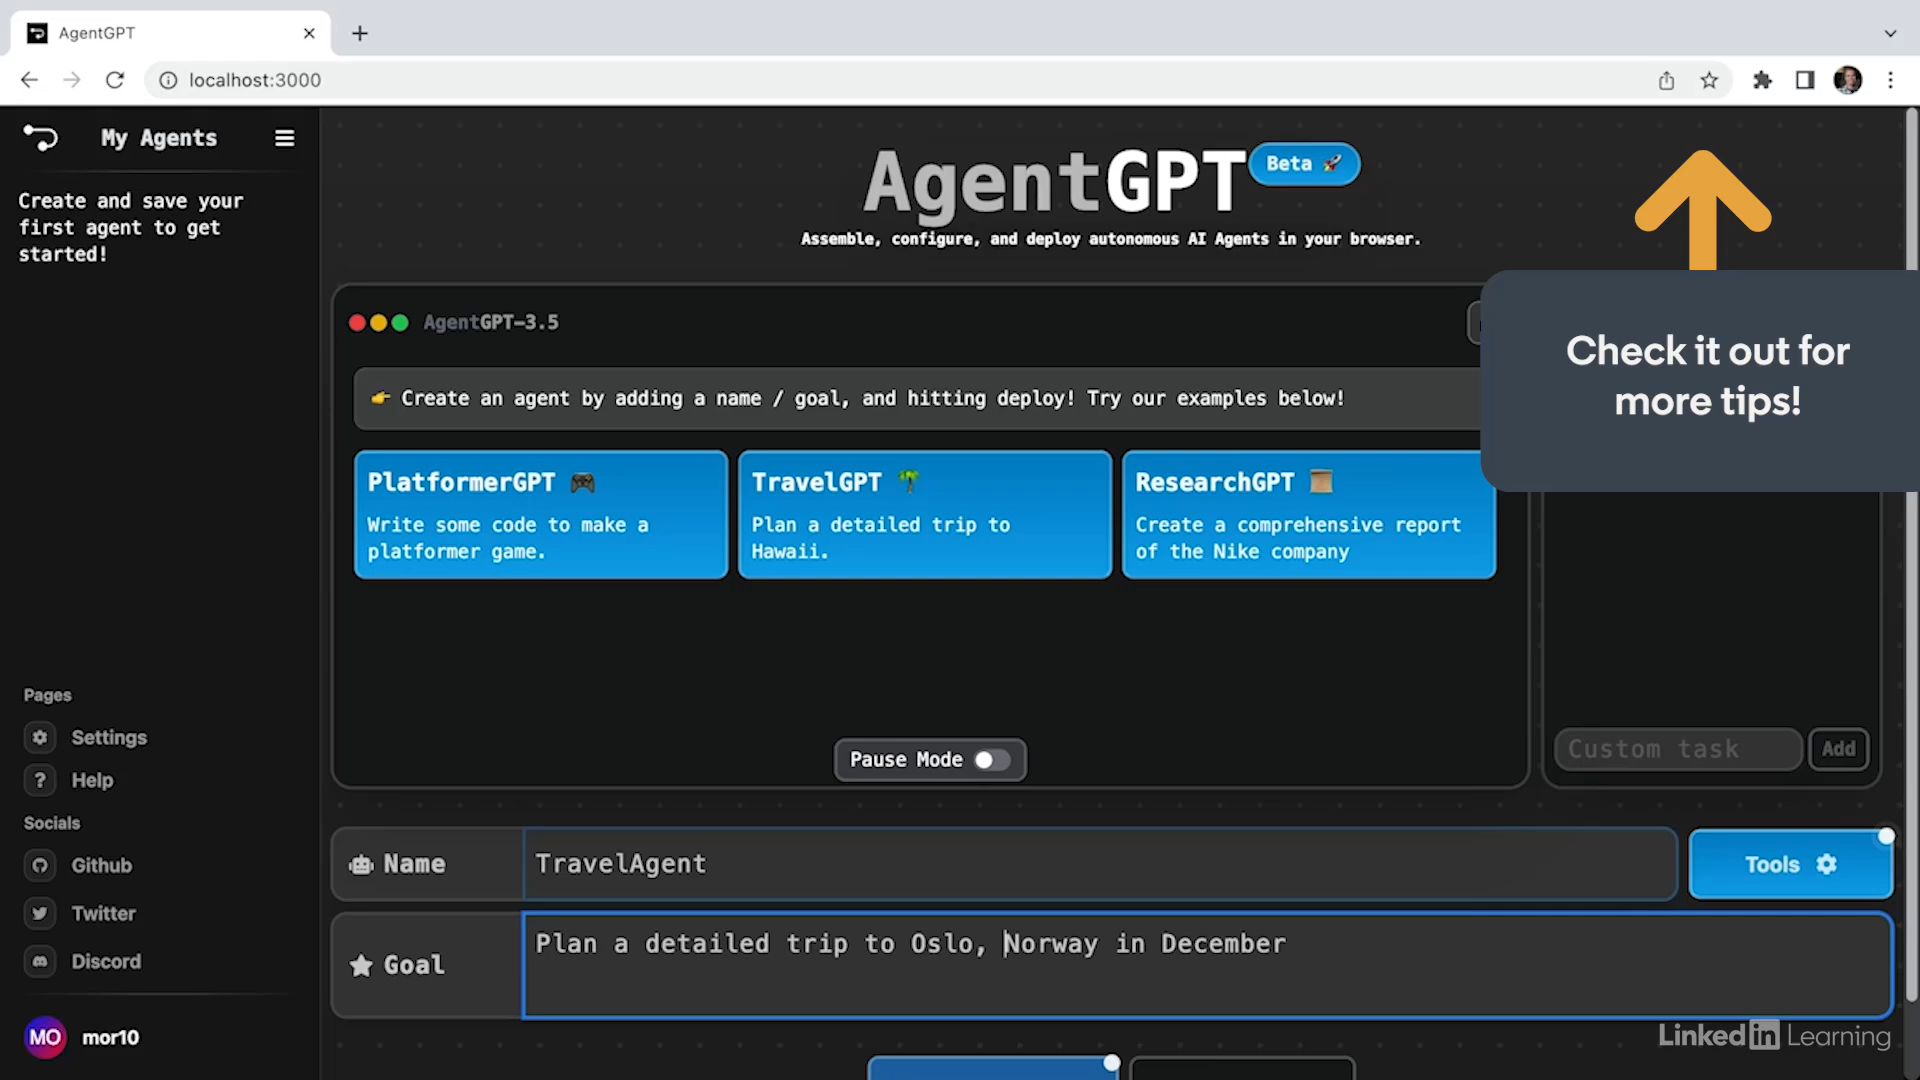 AgentGPT
localhost:3000
My Agents
Create and save your
first agent to get
started!
AgentGPT
Beta 🚀
Assemble, configure, and deploy autonomous AI Agents in your browser.
AgentGPT-3.5
Check it out for
more tips!
👉 Create an agent by adding a name / goal, and hitting deploy! Try our examples below!
PlatformerGPT 🎮
Write some code to make a
platformer game.
TravelGPT 🌴
Plan a detailed trip to
Hawaii.
ResearchGPT 📜
Create a comprehensive report
of the Nike company
Pause Mode
Custom task
Add
Pages
Settings
Help
Socials
Github
Twitter
Discord
MO
mor10
Name
TravelAgent
Tools
Goal
Plan a detailed trip to Oslo, Norway in December
LinkedIn Learning